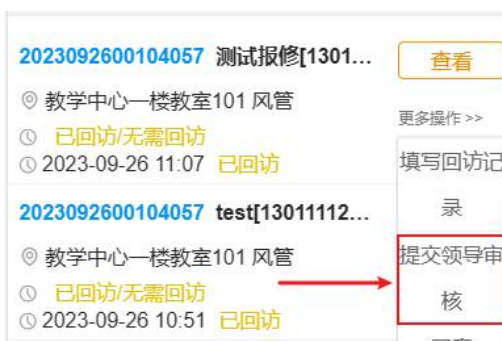 2023092600104057 测试报修[1301...
查看
教学中心一楼教室101 风管
更多操作 >>
已回访/无需回访
2023-09-26 11:07 已回访
填写回访记
录
2023092600104057 test[13011112...
教学中心一楼教室101 风管
提交领导审
核
已回访/无需回访
2023-09-26 10:51 已回访